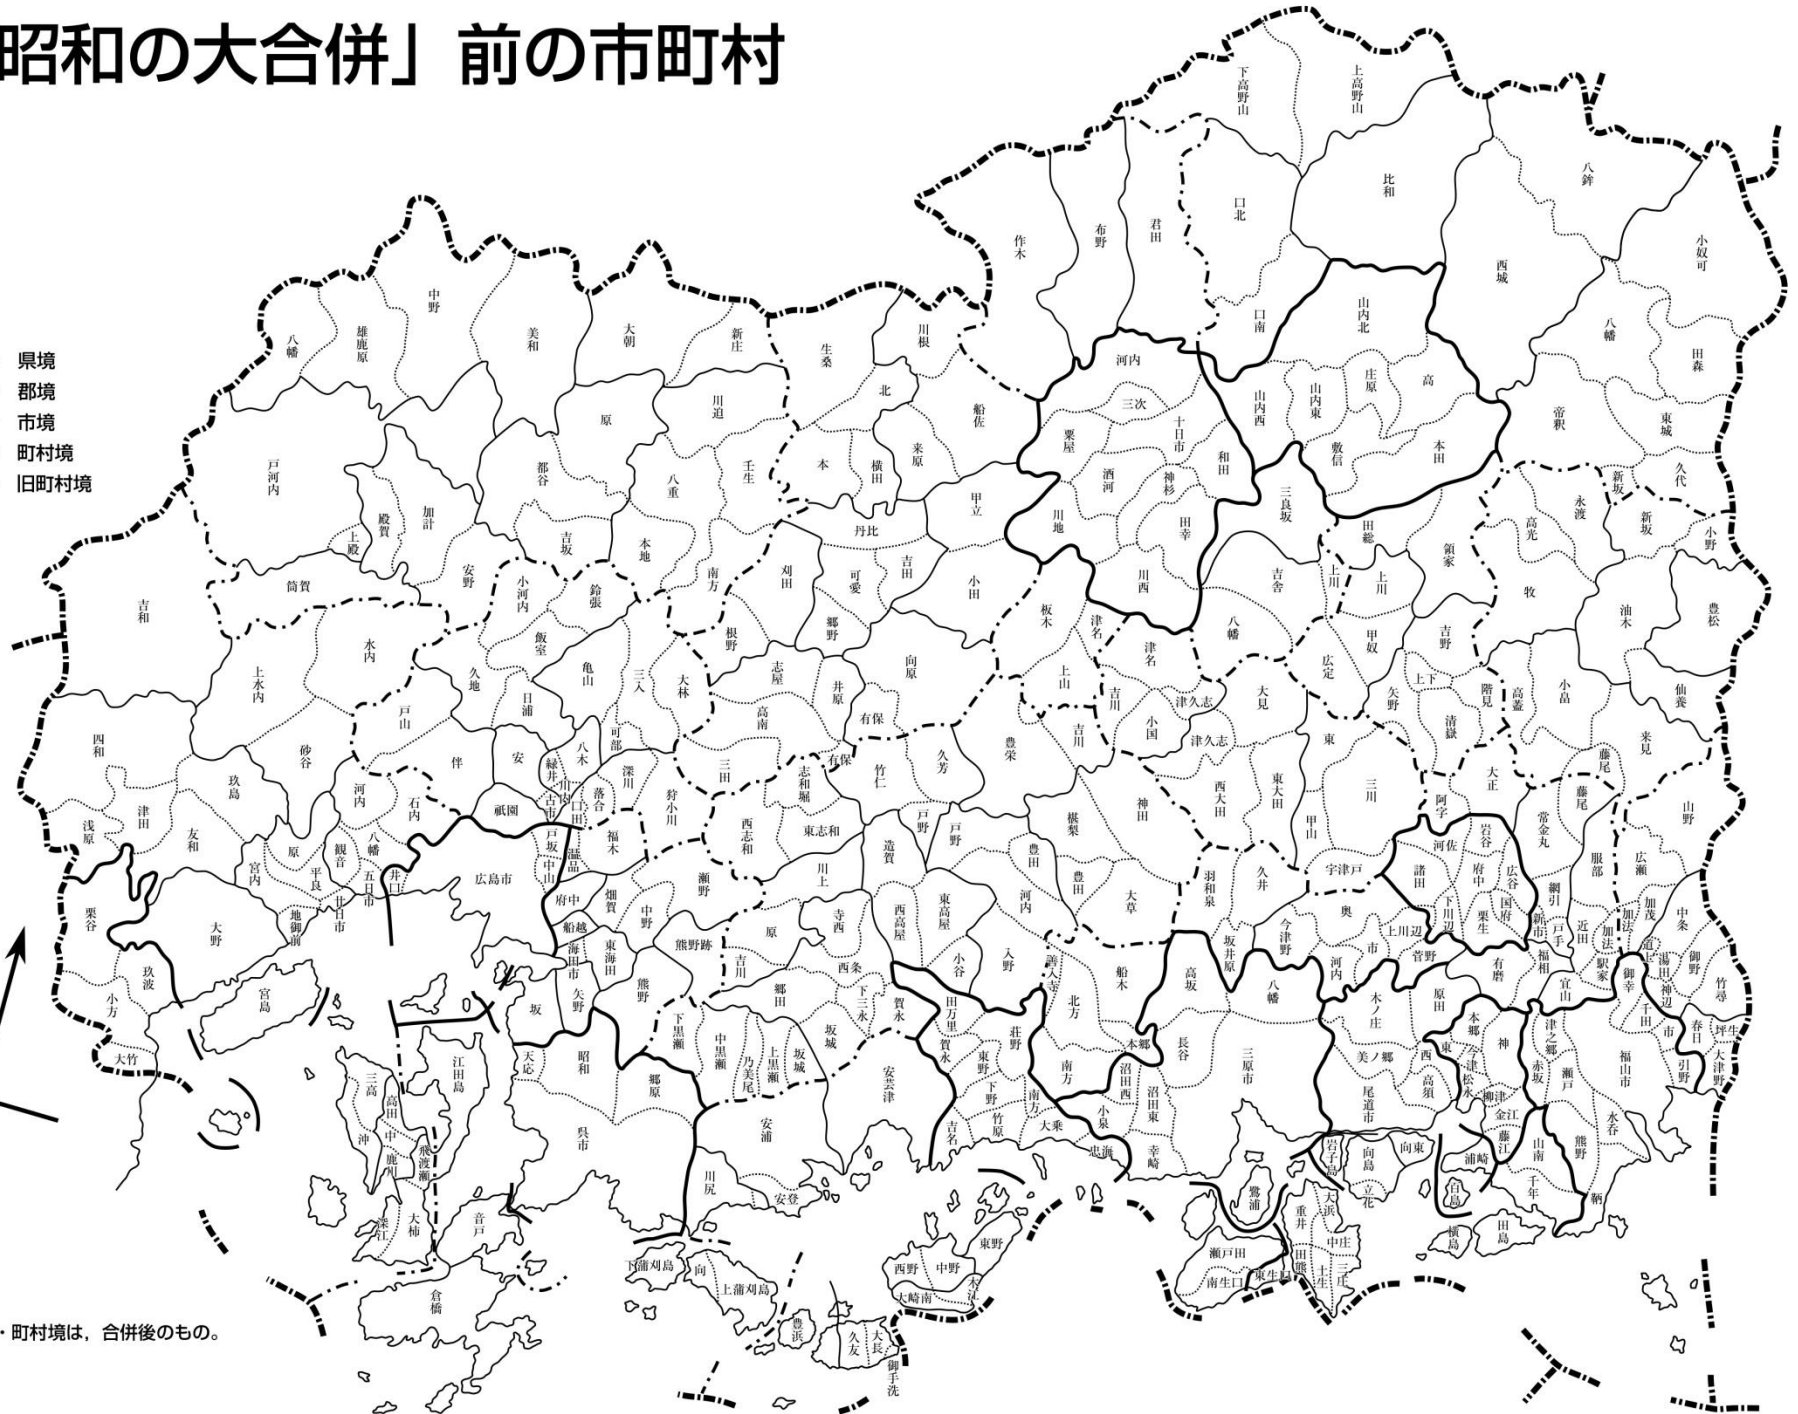 昭和の大合併」前の市町村
県境
郡境
市境
町村境
旧町村境
下高野山
上高野山
八鉾
比和
口北
君田
布野
作木
小奴可
西城
中野
八幡
雄鹿原
美和
大朝
新庄
生桑
川根
口南
山内北
八幡
田森
河内
北
川迫
原
船佐
三次
十日市
粟屋
山内西
山内東
庄原
高
帝釈
東城
戸河内
都谷
八重
壬生
本
横田
来原
和田
酒河
神杉
敷信
本田
久代
新坂
永渡
加計
殿賀
上殿
吉坂
本地
丹比
甲立
川地
田幸
三良坂
田総
領家
高光
新坂
小野
筒賀
安野
小河内
鈴張
南方
刈田
可愛
吉田
小田
川西
吉舎
上川
上川
牧
油木
豊松
吉和
水内
飯室
根野
郷野
板木
津名
津名
八幡
甲奴
吉野
上水内
久地
日浦
亀山
三入
大林
志屋
井原
向原
上山
吉川
津久志
大見
広定
矢野
上下
階見
高蓋
小畠
仙養
四和
砂谷
戸山
高南
有保
豊栄
吉川
小国
津久志
東
清嶽
来見
玖島
伴
安
八木
可部
緑井
川内
古市
口田
落合
深川
狩小川
三田
有保
志和堀
竹仁
久芳
西大田
東大田
三川
大正
藤尾
藤尾
津田
浅原
友和
河内
石内
祇園
戸坂
温品
福木
西志和
東志和
戸野
戸野
造賀
椹梨
神田
甲山
阿字
常金丸
山野
八幡
観音
原
平良
宮内
五日市
井口
広島市
中山
府中
畑賀
瀬野
中野
川上
豊田
豊田
大草
羽和泉
久井
宇津戸
河佐
岩谷
諸田
府中
広谷
国府
服部
広瀬
網引
栗谷
大野
地御前
廿日市
船越
海田市
東海田
熊野跡
原
寺西
西高屋
東高屋
河内
今津野
奥
上川辺
下川辺
栗生
新市
戸手
近田
加法
加法
加茂
中条
玖波
小方
大竹
宮島
坂
矢野
熊野
吉川
西条
郷田
下三永
小谷
入野
善入寺
船木
坂井原
高坂
八幡
河内
市
菅野
有磨
福相
駅家
道上
湯田
神辺
御野
竹尋
宜山
御幸
千田
下黒瀬
中黒瀬
乃美尾
上黒瀬
坂城
坂城
賀永
田万里
賀永
荘野
北方
本郷
長谷
木ノ庄
原田
本郷
今津
神
津之郷
市
春日
坪生
天応
昭和
郷原
江田島
三高
高田
中
沖
鹿川
飛渡瀬
呉市
安浦
安芸津
東野
下野
南方
南方
沼田西
沼田東
三原市
美ノ郷
西
東
松永
赤坂
瀬戸
福山市
引野
大津野
高須
尾道市
柳津
金江
藤江
水呑
吉名
竹原
大乗
小泉
忠海
幸崎
山南
熊野
川尻
安登
深江
大柿
音戸
岩子島
向島
向東
立花
浦崎
百島
千年
鞆
鷺浦
重井
大浜
中庄
横島
田島
瀬戸田
南生口
東生口
田熊
土生
三庄
下蒲刈島
向
上蒲刈島
倉橋
西野
中野
東野
木江
大崎南
豊浜
久友
大長
御手洗
・町村境は，合併後のもの。